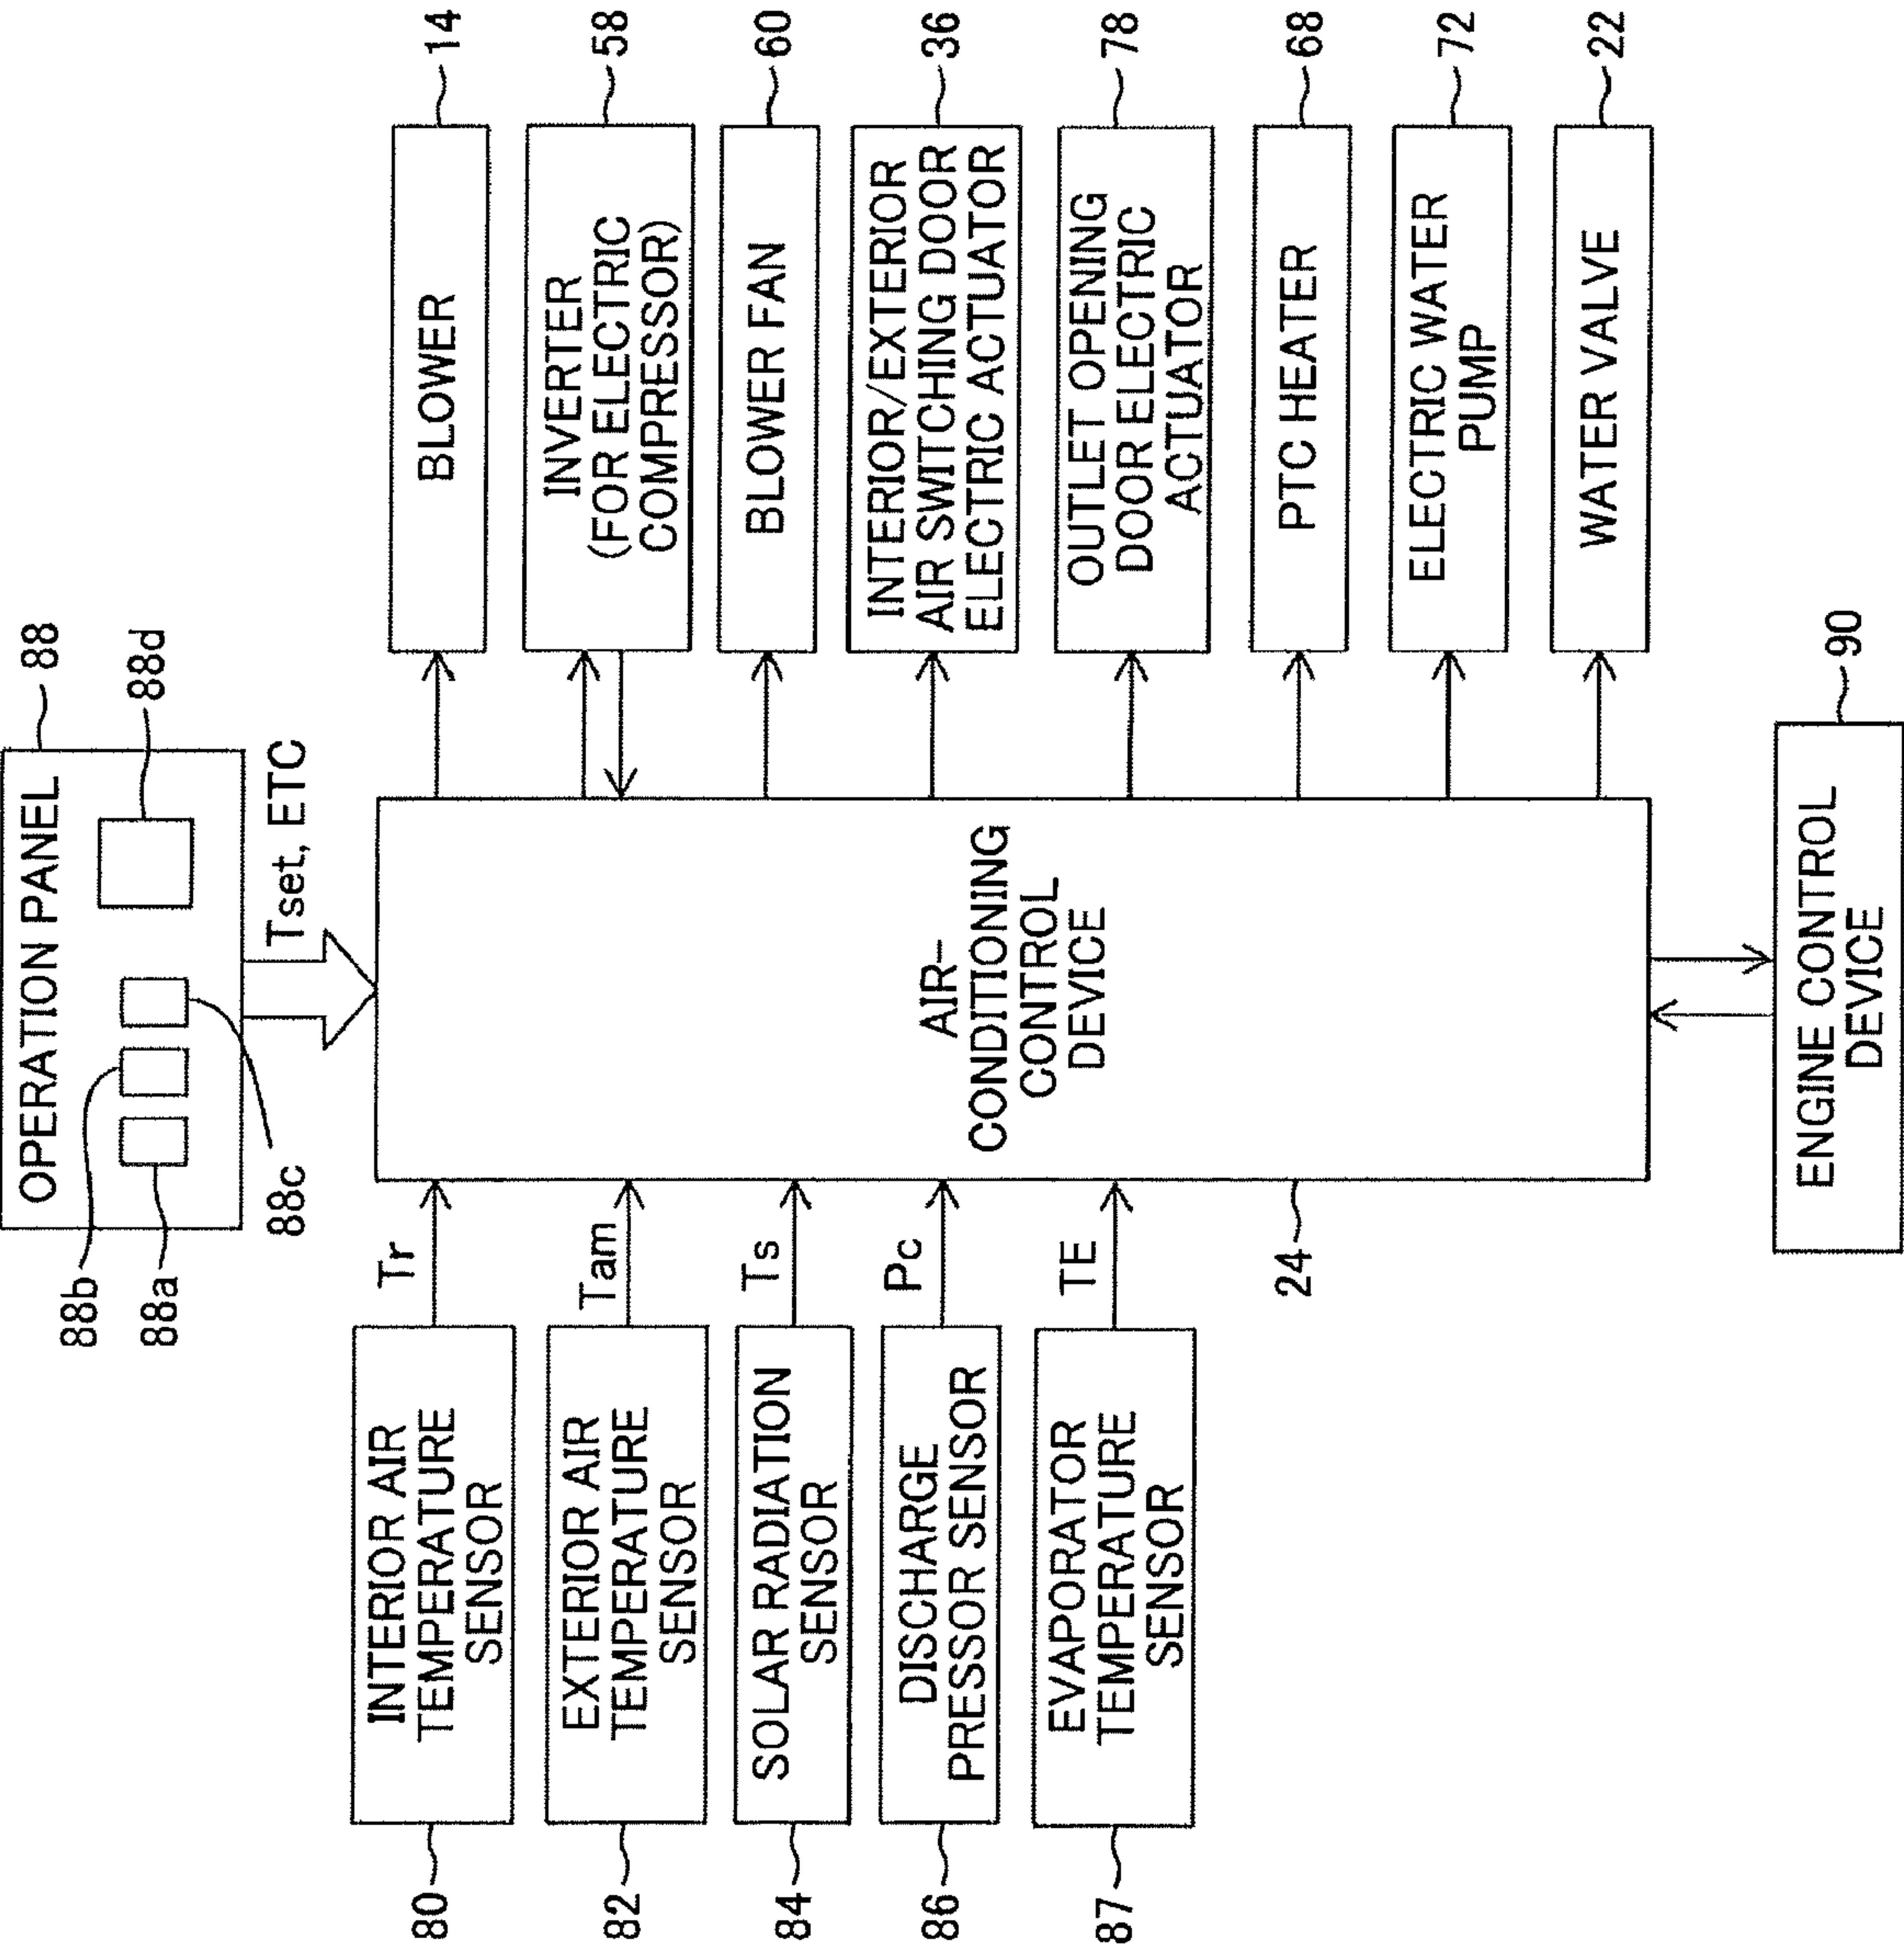 OPERATION PANEL
88
88d
88b
88a
88c
Tset, ETC
INTERIOR AIR
TEMPERATURE
SENSOR
80
Tr
EXTERIOR AIR
TEMPERATURE
SENSOR
82
Tam
SOLAR RADIATION
SENSOR
84
Ts
DISCHARGE
PRESSOR SENSOR
86
Pc
EVAPORATOR
TEMPERATURE
SENSOR
87
TE
AIR-
CONDITIONING
CONTROL
DEVICE
24
BLOWER
14
INVERTER
(FOR ELECTRIC
COMPRESSOR)
58
BLOWER FAN
60
INTERIOR/EXTERIOR
AIR SWITCHING DOOR
ELECTRIC ACTUATOR
36
OUTLET OPENING
DOOR ELECTRIC
ACTUATOR
78
PTC HEATER
68
ELECTRIC WATER
PUMP
72
WATER VALVE
22
ENGINE CONTROL
DEVICE
90